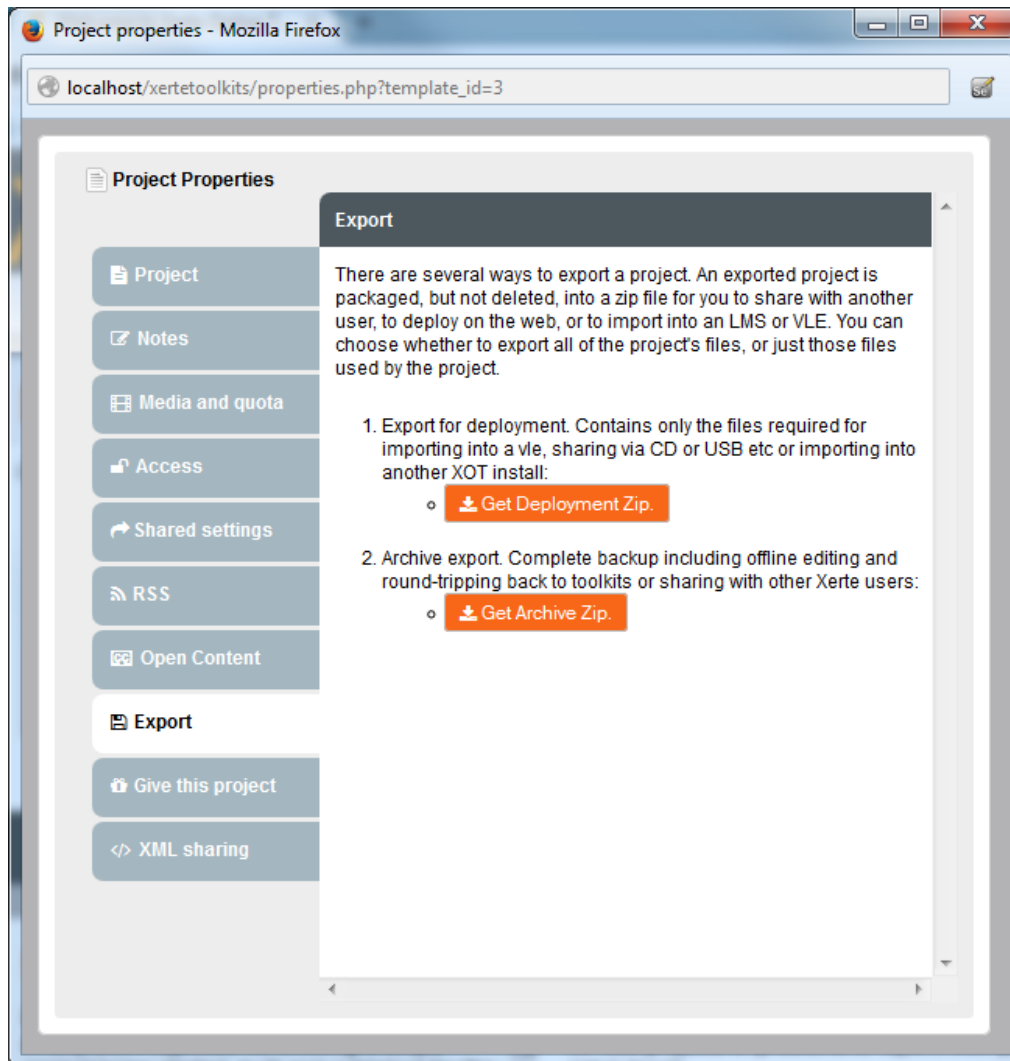 Project properties - Mozilla Firefox
localhost/xertetoolkits/properties.php?template_id=3
Project Properties
Project
Notes
Media and quota
Access
Shared settings
RSS
Open Content
Export
Give this project
XML sharing
Export
There are several ways to export a project. An exported project is
packaged, but not deleted, into a zip file for you to share with another
user, to deploy on the web, or to import into an LMS or VLE. You can
choose whether to export all of the project's files, or just those files
used by the project.
1. Export for deployment. Contains only the files required for
importing into a vle, sharing via CD or USB etc or importing into
another XOT install:
Get Deployment Zip.
2. Archive export. Complete backup including offline editing and
round-tripping back to toolkits or sharing with other Xerte users:
Get Archive Zip.